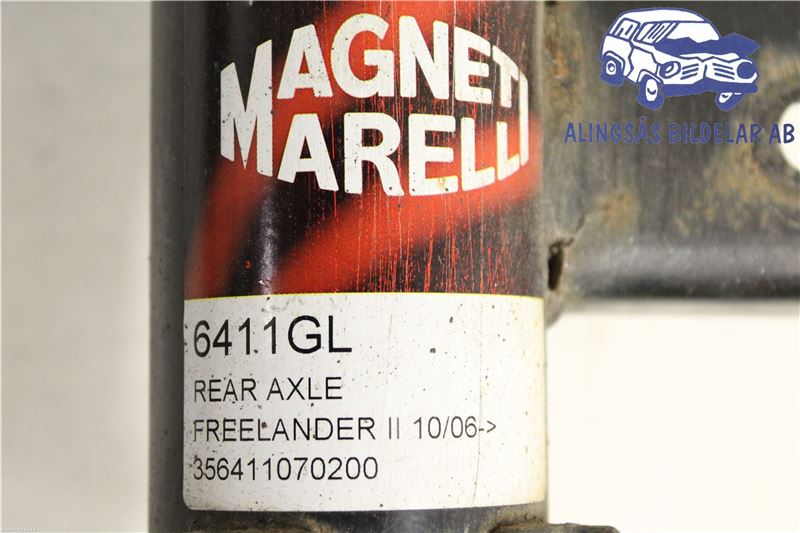 MAGNETI
MARELLI
ALINGSÅS BILDELAR AB
6411GL
REAR AXLE
FREELANDER II 10/06->
356411070200